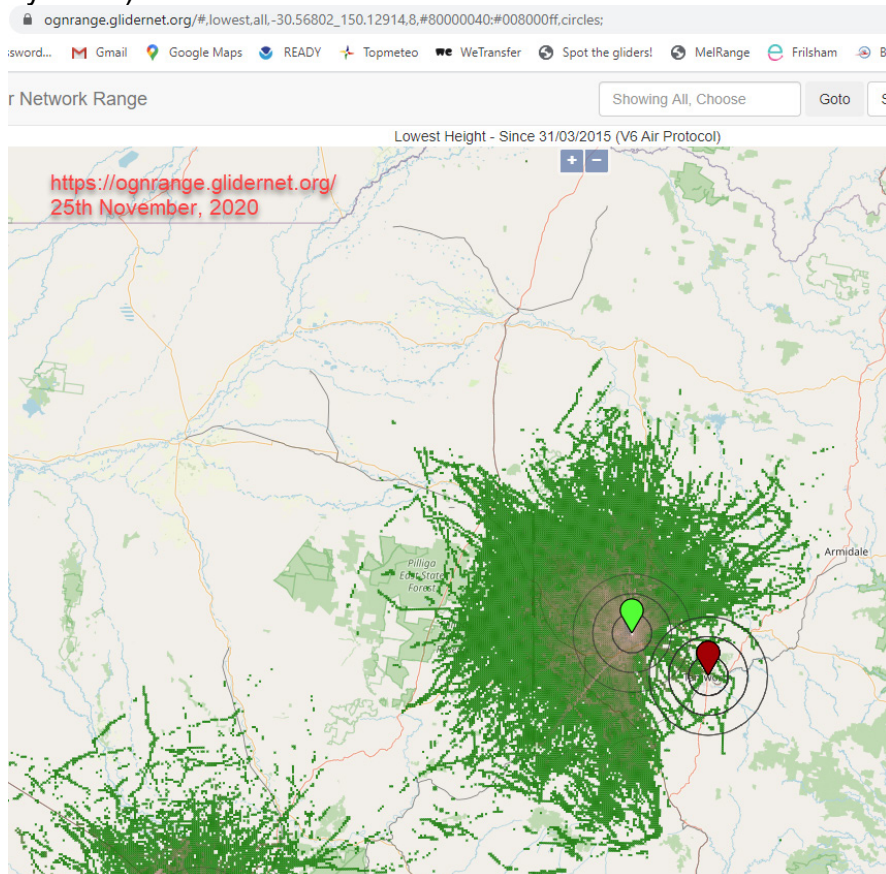 ognrange.glidernet.org/#,lowest,all,-30.56802_150.12914,8,#80000040:#008000ff,circles;
ssword... Gmail Google Maps READY Topmeteo WeTransfer Spot the gliders! MelRange Frilsham B
r Network Range
Showing All, Choose Goto S
Lowest Height - Since 31/03/2015 (V6 Air Protocol)
+ −
https://ognrange.glidernet.org/
25th November, 2020
Armidale
Pilliga
East State
Forest